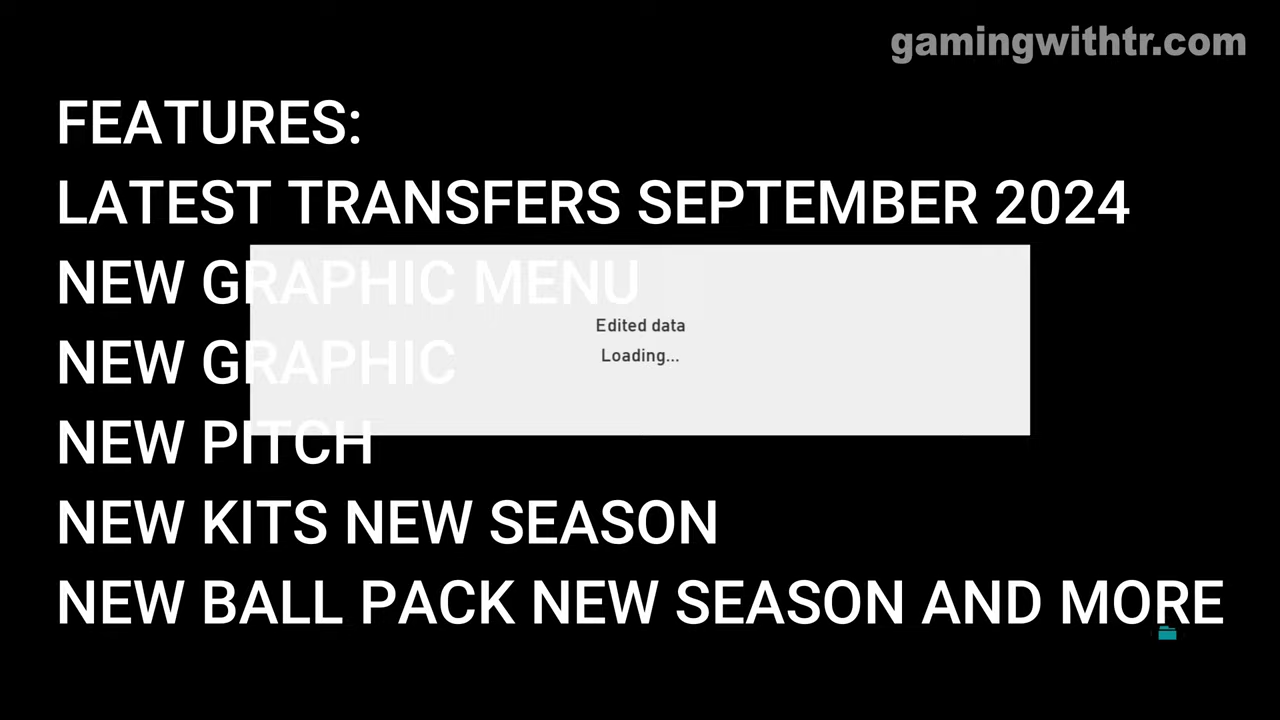 gamingwithtr.com
FEATURES:
LATEST TRANSFERS SEPTEMBER 2024
NEW GRAPHIC MENU
Edited data
Loading...
NEW GRAPHIC
NEW PITCH
NEW KITS NEW SEASON
NEW BALL PACK NEW SEASON AND MORE